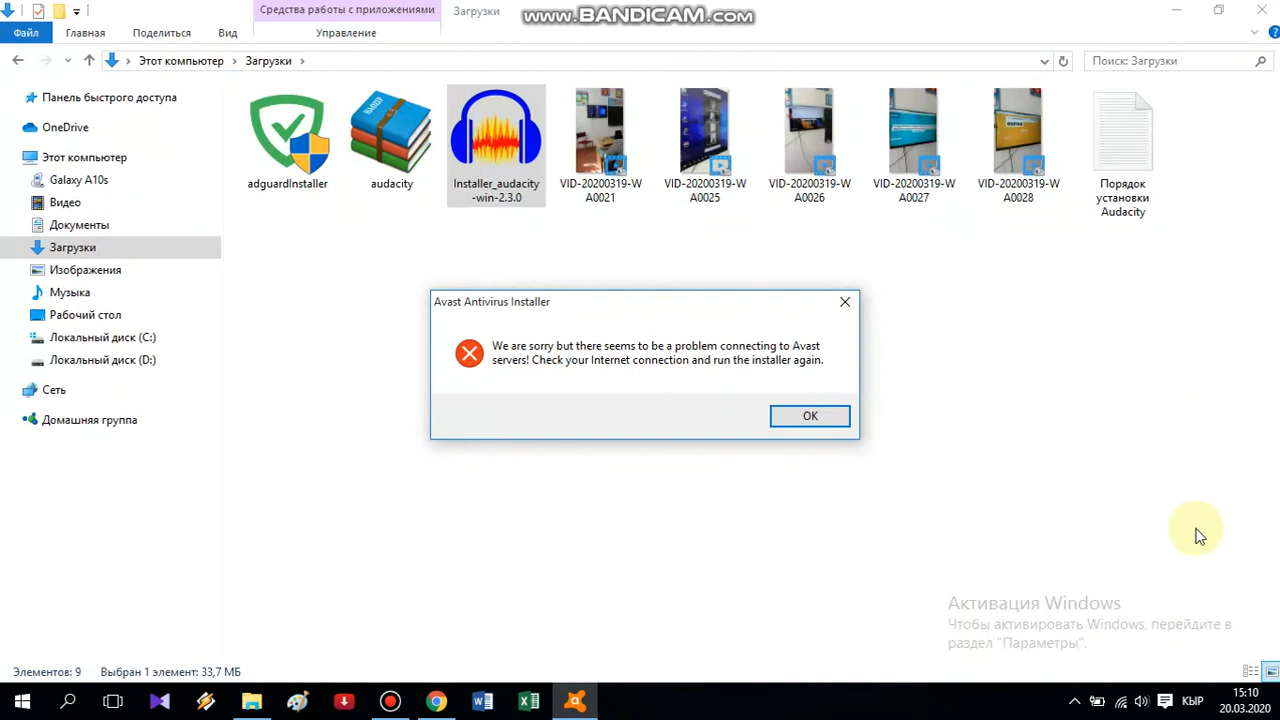 Средства работы с приложениями
Загрузки
www.BANDICAM.com
Файл
Главная
Поделиться
Вид
Управление
Этот компьютер
Загрузки
Поиск: Загрузки
Панель быстрого доступа
OneDrive
Этот компьютер
Galaxy A10s
Видео
Документы
Загрузки
Изображения
Музыка
Рабочий стол
Локальный диск (C:)
Локальный диск (D:)
Сеть
Домашняя группа
adguardInstaller
audacity
Installer_audacity
-win-2.3.0
VID-20200319-W
A0021
VID-20200319-W
A0025
VID-20200319-W
A0026
VID-20200319-W
A0027
VID-20200319-W
A0028
Порядок
установки
Audacity
Avast Antivirus Installer
We are sorry but there seems to be a problem connecting to Avast
servers! Check your Internet connection and run the installer again.
OK
Активация Windows
Чтобы активировать Windows, перейдите в
раздел "Параметры".
Элементов: 9
Выбран 1 элемент: 33,7 МБ
КЫР
15:10
20.03.2020